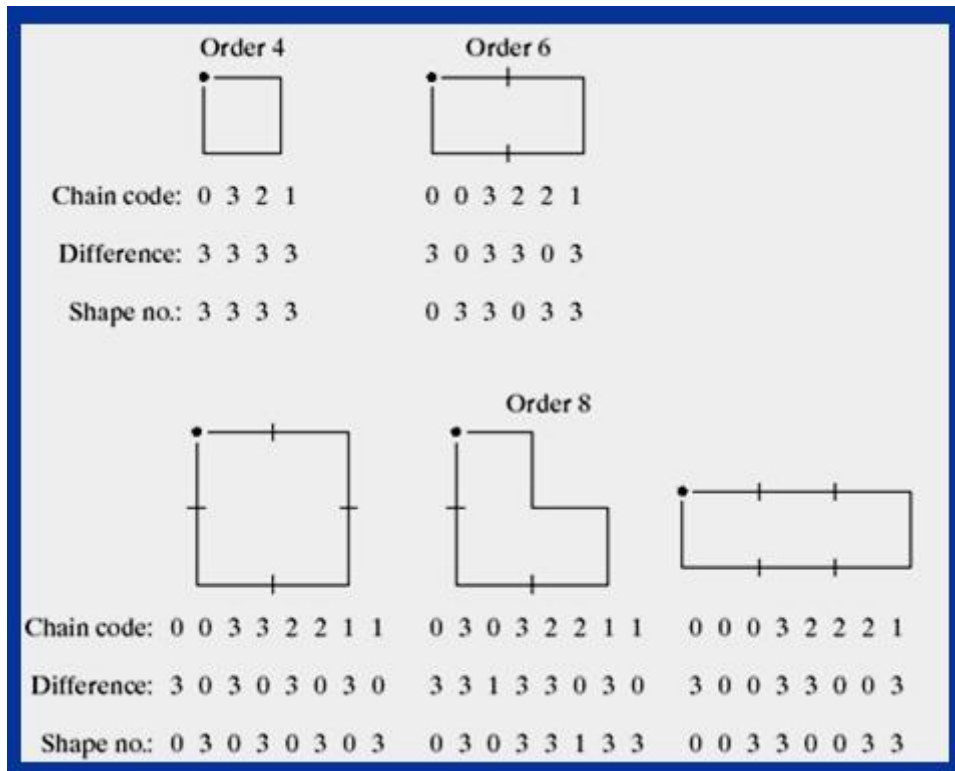 Order 4 Order 6
Chain code: 0 3 2 1 0 0 3 2 2 1
Difference: 3 3 3 3 3 0 3 3 0 3
Shape no.: 3 3 3 3 0 3 3 0 3 3
Order 8
Chain code: 0 0 3 3 2 2 1 1 0 3 0 3 2 2 1 1 0 0 0 3 2 2 2 1
Difference: 3 0 3 0 3 0 3 0 3 3 1 3 3 0 3 0 3 0 0 3 3 0 0 3
Shape no.: 0 3 0 3 0 3 0 3 0 3 0 3 3 1 3 3 0 0 3 3 0 0 3 3